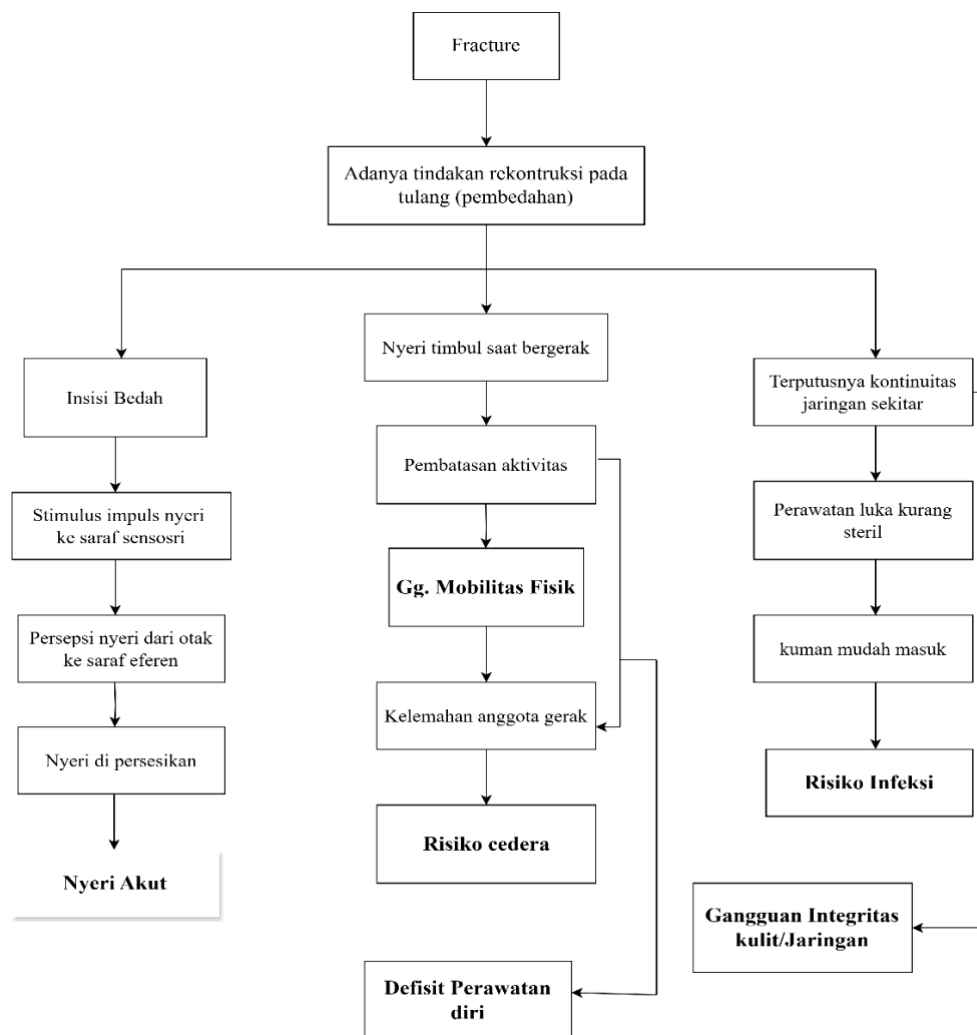 Fracture
Adanya tindakan rekontruksi pada
tulang (pembedahan)
Insisi Bedah
Stimulus impuls nyeri
ke saraf sensosri
Persepsi nyeri dari otak
ke saraf eferen
Nyeri di persesikan
Nyeri Akut
Nyeri timbul saat bergerak
Pembatasan aktivitas
Gg. Mobilitas Fisik
Kelemahan anggota gerak
Risiko cedera
Defisit Perawatan
diri
Terputusnya kontinuitas
jaringan sekitar
Perawatan luka kurang
steril
kuman mudah masuk
Risiko Infeksi
Gangguan Integritas
kulit/Jaringan